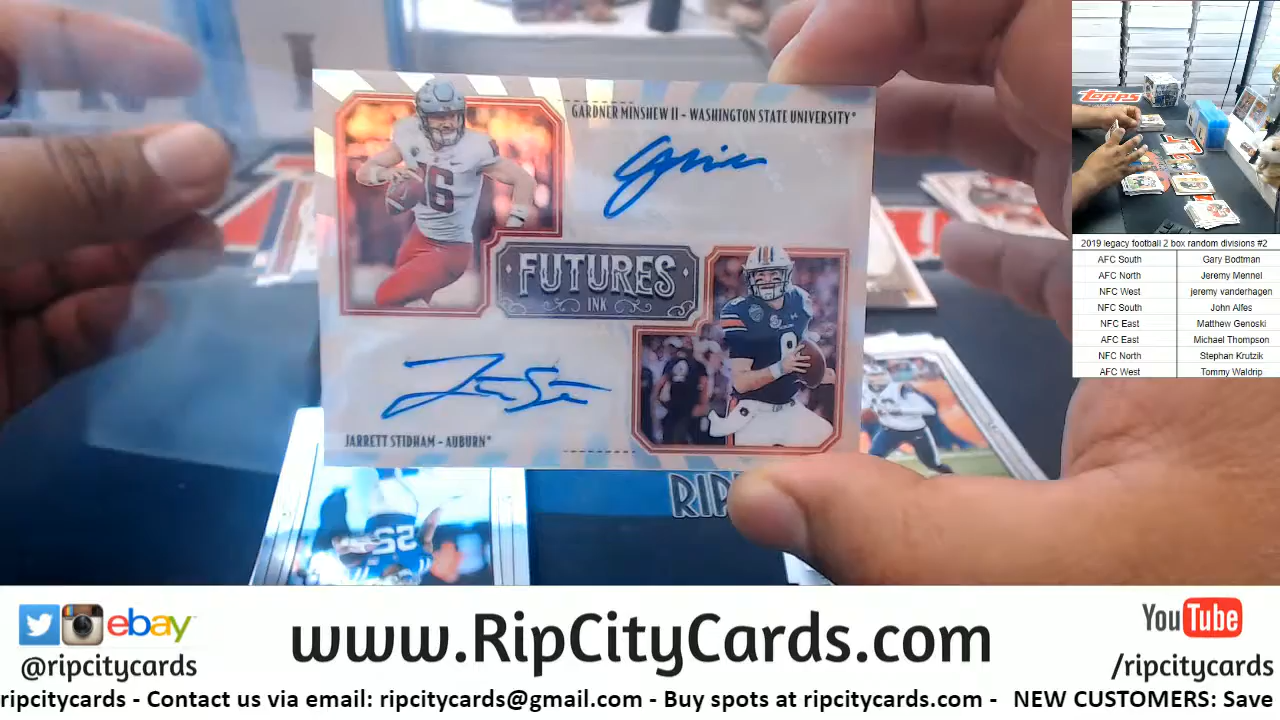 GARDNER MINSHEW II - WASHINGTON STATE UNIVERSITY®
16
FUTURES
INK
8
JARRETT STIDHAM - AUBURN®
22
RIP
topps
2019 legacy football 2 box random divisions #2
AFC South Gary Bodtman
AFC North Jeremy Mennel
NFC West jeremy vanderhagen
NFC South John Alfes
NFC East Matthew Genoski
AFC East Michael Thompson
NFC North Stephan Krutzik
AFC West Tommy Waldrip
ebay
@ripcitycards
www.RipCityCards.com
YouTube
/ripcitycards
ripcitycards - Contact us via email: ripcitycards@gmail.com - Buy spots at ripcitycards.com - NEW CUSTOMERS: Save